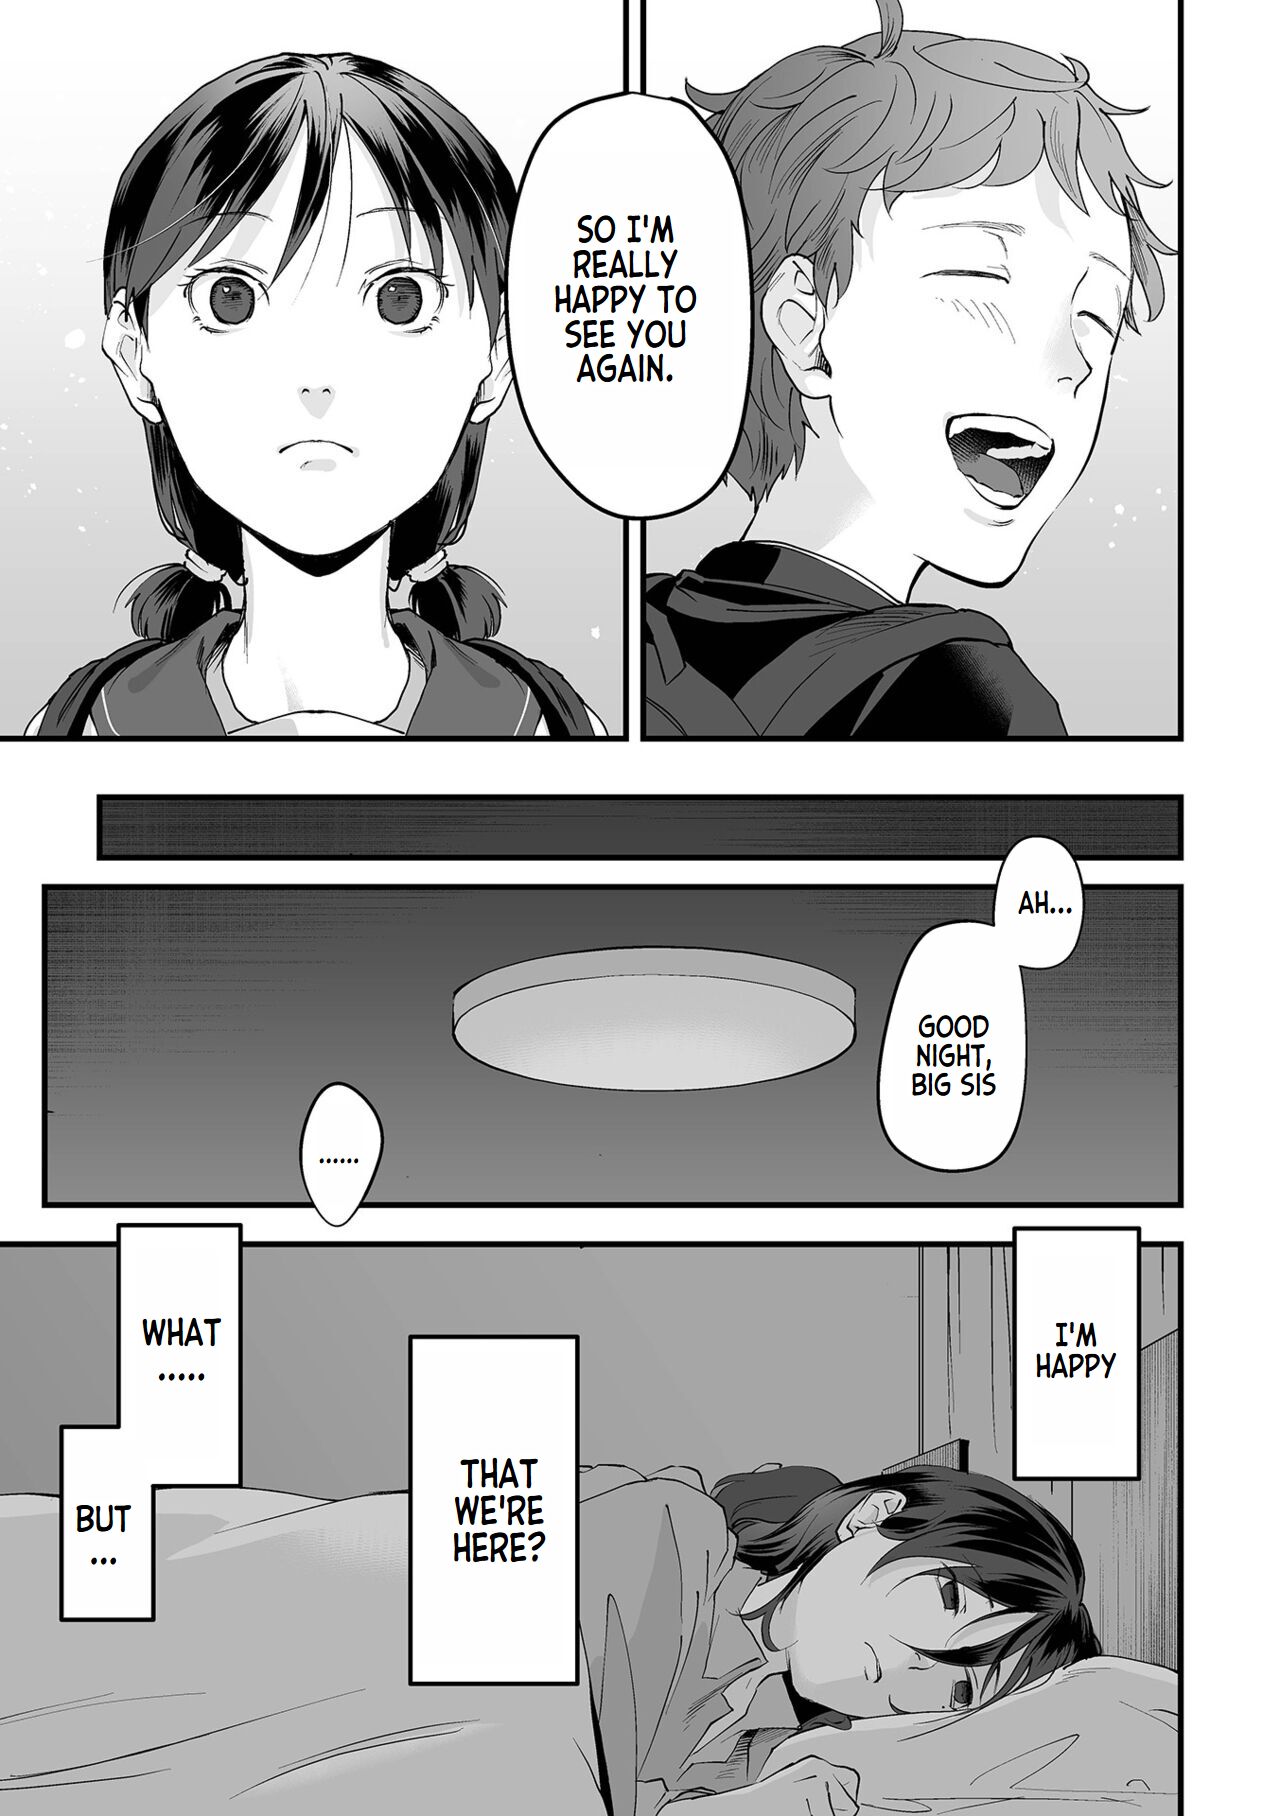 SO I'M
REALLY
HAPPY TO
SEE YOU
AGAIN.
AH...
GOOD
NIGHT,
BIG SIS
......
I'M
HAPPY
THAT
WE'RE
HERE?
WHAT
.....
BUT
...